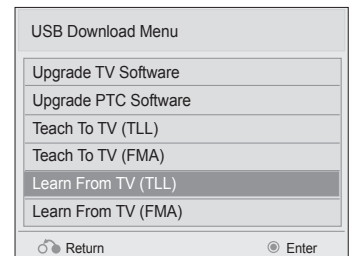 USB Download Menu
Upgrade TV Software
Upgrade PTC Software
Teach To TV (TLL)
Teach To TV (FMA)
Learn From TV (TLL)
Learn From TV (FMA)
Return Enter